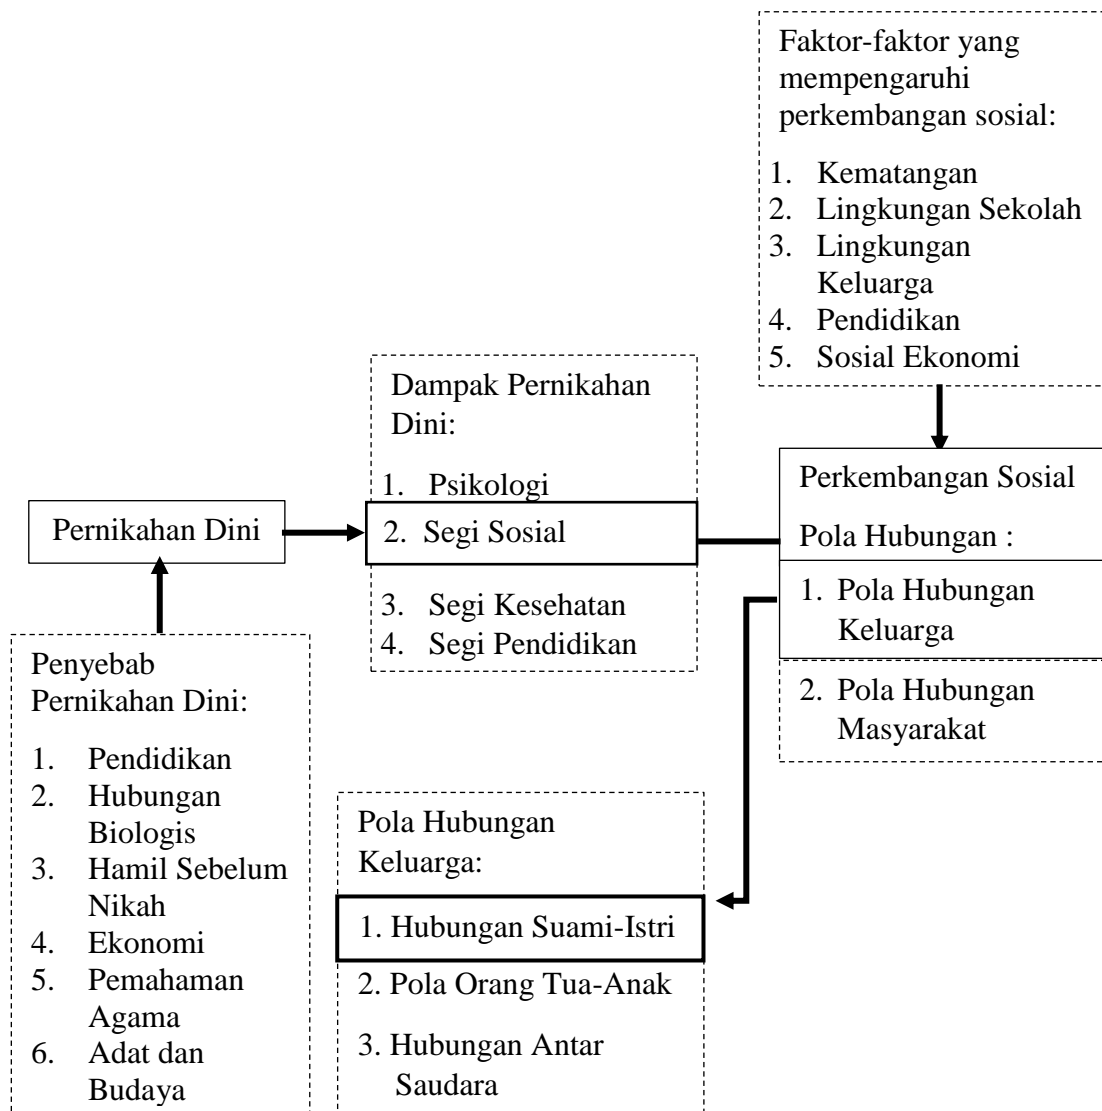 Faktor-faktor yang
mempengaruhi
perkembangan sosial:
1. Kematangan
2. Lingkungan Sekolah
3. Lingkungan
Keluarga
4. Pendidikan
5. Sosial Ekonomi
Dampak Pernikahan
Dini:
1. Psikologi
2. Segi Sosial
3. Segi Kesehatan
4. Segi Pendidikan
Perkembangan Sosial
Pola Hubungan :
1. Pola Hubungan
Keluarga
2. Pola Hubungan
Masyarakat
Pernikahan Dini
Penyebab
Pernikahan Dini:
1. Pendidikan
2. Hubungan
Biologis
3. Hamil Sebelum
Nikah
4. Ekonomi
5. Pemahaman
Agama
6. Adat dan
Budaya
Pola Hubungan
Keluarga:
1. Hubungan Suami-Istri
2. Pola Orang Tua-Anak
3. Hubungan Antar
Saudara